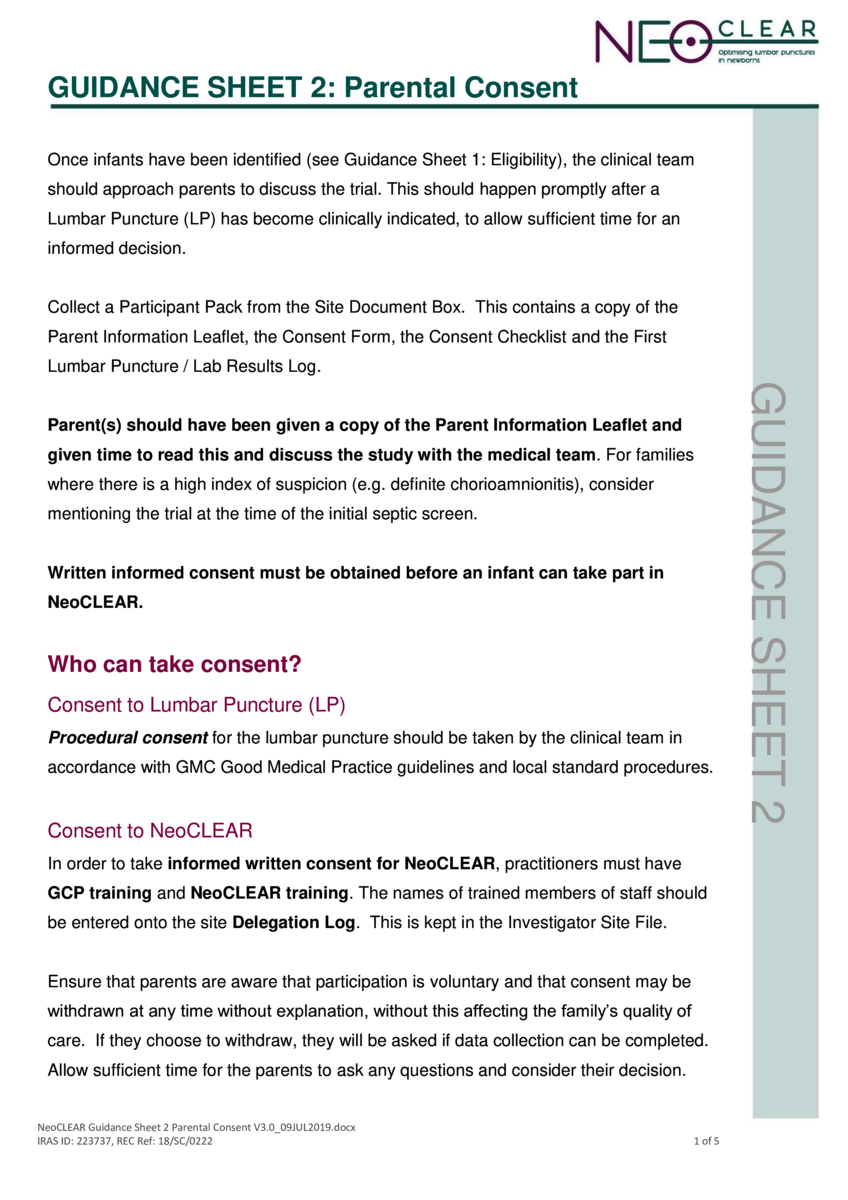 NEO CLEAR
Optimising lumbar punctures
in newborns
GUIDANCE SHEET 2: Parental Consent
Once infants have been identified (see Guidance Sheet 1: Eligibility), the clinical team
should approach parents to discuss the trial. This should happen promptly after a
Lumbar Puncture (LP) has become clinically indicated, to allow sufficient time for an
informed decision.
Collect a Participant Pack from the Site Document Box.  This contains a copy of the
Parent Information Leaflet, the Consent Form, the Consent Checklist and the First
Lumbar Puncture / Lab Results Log.
Parent(s) should have been given a copy of the Parent Information Leaflet and
given time to read this and discuss the study with the medical team. For families
where there is a high index of suspicion (e.g. definite chorioamnionitis), consider
mentioning the trial at the time of the initial septic screen.
Written informed consent must be obtained before an infant can take part in
NeoCLEAR.
Who can take consent?
Consent to Lumbar Puncture (LP)
Procedural consent for the lumbar puncture should be taken by the clinical team in
accordance with GMC Good Medical Practice guidelines and local standard procedures.
Consent to NeoCLEAR
In order to take informed written consent for NeoCLEAR, practitioners must have
GCP training and NeoCLEAR training. The names of trained members of staff should
be entered onto the site Delegation Log.  This is kept in the Investigator Site File.
Ensure that parents are aware that participation is voluntary and that consent may be
withdrawn at any time without explanation, without this affecting the family's quality of
care.  If they choose to withdraw, they will be asked if data collection can be completed.
Allow sufficient time for the parents to ask any questions and consider their decision.
GUIDANCE SHEET 2
NeoCLEAR Guidance Sheet 2 Parental Consent V3.0_09JUL2019.docx
IRAS ID: 223737, REC Ref: 18/SC/0222
1 of 5